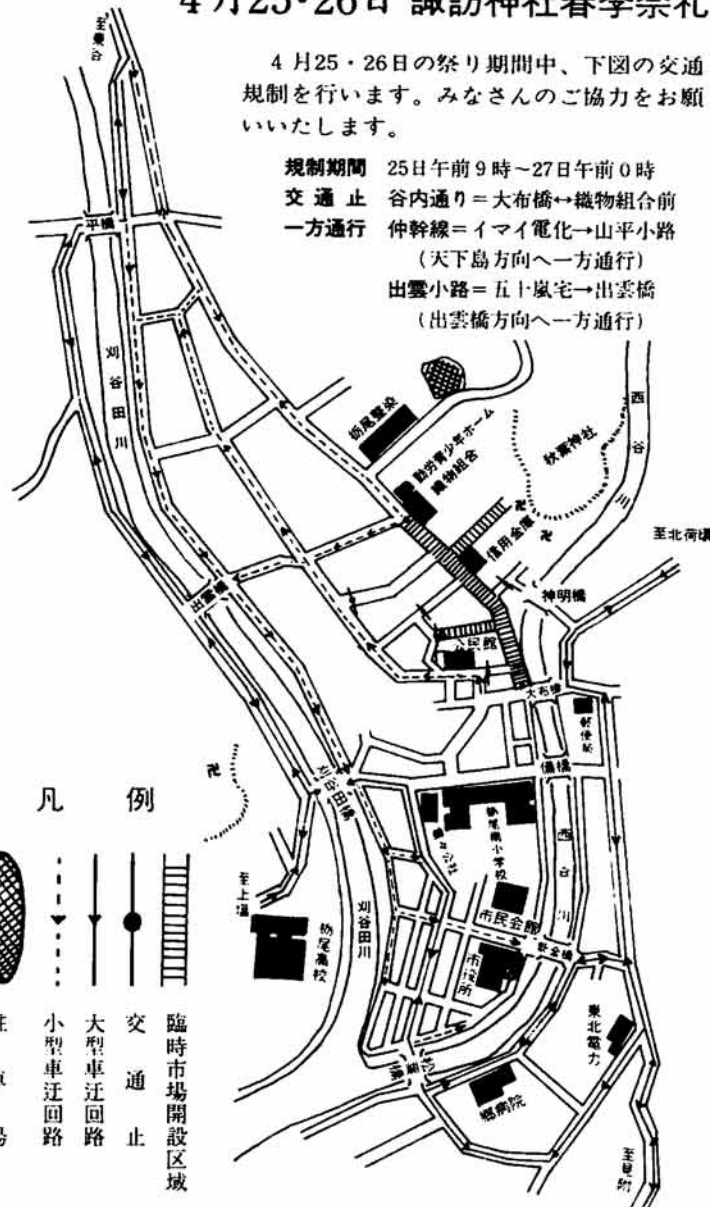 4月25・26日 諏訪神社春季祭礼
4月25・26日の祭り期間中、下図の交通
規制を行います。みなさんのご協力をお願
いいたします。
規制期間 25日午前9時〜27日午前0時
交通止 谷内通り＝大布橋↔織物組合前
一方通行 仲幹線＝イマイ電化→山平小路
（天下島方向へ一方通行）
出雲小路＝五十嵐宅→出雲橋
（出雲橋方向へ一方通行）
平橋
刈谷田川
栃尾整染
勤労青少年ホーム
織物組合
信用金庫
卍
卍
秋葉神社
西谷川
至北荷頃
神明橋
出雲橋
公民館
大布橋
郵便局
刈谷田橋
卍
栃尾南小学校
西谷川
至上塩
栃尾高校
刈谷田川
市民会館
市役所
安全橋
東北電力
郷病院
至見附
凡例
臨時市場開設区域
交通止
大型車迂回路
小型車迂回路